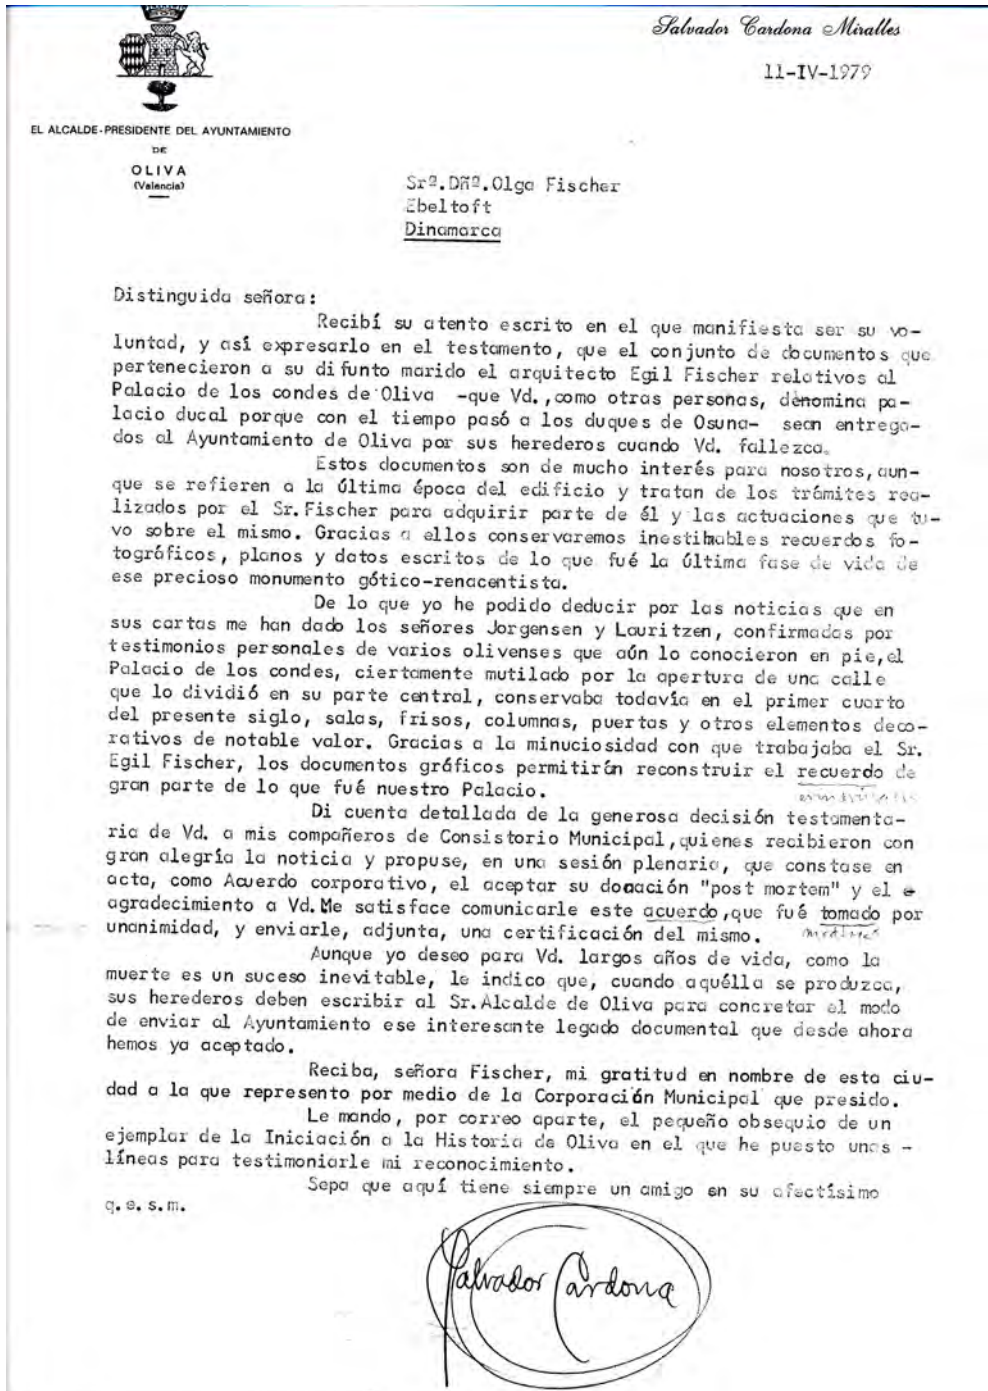 Salvador Cardona Miralles
11-IV-1979
EL ALCALDE-PRESIDENTE DEL AYUNTAMIENTO
DE
OLIVA
(Valencia)
Srª.Dñª.Olga Fischer
Ebeltoft
Dinamarca
Distinguida señora:
Recibí su atento escrito en el que manifiesta ser su vo-
luntad, y así expresarlo en el testamento, que el conjunto de documentos que
pertenecieron a su difunto marido el arquitecto Egil Fischer relativos al
Palacio de los condes de Oliva -que Vd.,como otras personas, denomina pa-
lacio ducal porque con el tiempo pasó a los duques de Osuna- sean entrega-
dos al Ayuntamiento de Oliva por sus herederos cuando Vd. fallezca.
Estos documentos son de mucho interés para nosotros,aun-
que se refieren a la última época del edificio y tratan de los trámites rea-
lizados por el Sr.Fischer para adquirir parte de él y las actuaciones que tu-
vo sobre el mismo. Gracias a ellos conservaremos inestimables recuerdos fo-
tográficos, planos y datos escritos de lo que fué la última fase de vida de
ese precioso monumento gótico-renacentista.
De lo que yo he podido deducir por las noticias que en
sus cartas me han dado los señores Jorgensen y Lauritzen, confirmadas por
testimonios personales de varios olivenses que aún lo conocieron en pie,el
Palacio de los condes, ciertamente mutilado por la apertura de una calle
que lo dividió en su parte central, conservaba todavía en el primer cuarto
del presente siglo, salas, frisos, columnas, puertas y otros elementos deco-
rativos de notable valor. Gracias a la minuciosidad con que trabajaba el Sr.
Egil Fischer, los documentos gráficos permitirán reconstruir el recuerdo de
gran parte de lo que fué nuestro Palacio.
Di cuenta detallada de la generosa decisión testamenta-
ria de Vd. a mis compañeros de Consistorio Municipal,quienes recibieron con
gran alegría la noticia y propuse, en una sesión plenaria, que constase en
acta, como Acuerdo corporativo, el aceptar su donación "post mortem" y el
agradecimiento a Vd.Me satisface comunicarle este acuerdo,que fué tomado por
unanimidad, y enviarle, adjunta, una certificación del mismo.
Aunque yo deseo para Vd. largos años de vida, como la
muerte es un suceso inevitable, le indico que, cuando aquélla se produzca,
sus herederos deben escribir al Sr.Alcalde de Oliva para concretar el modo
de enviar al Ayuntamiento ese interesante legado documental que desde ahora
hemos ya aceptado.
Reciba, señora Fischer, mi gratitud en nombre de esta ciu-
dad a la que represento por medio de la Corporación Municipal que presido.
Le mando, por correo aparte, el pequeño obsequio de un
ejemplar de la Iniciación a la Historia de Oliva en el que he puesto unas -
líneas para testimoniarle mi reconocimiento.
Sepa que aquí tiene siempre un amigo en su afectísimo
q.e.s.m.
Salvador Cardona